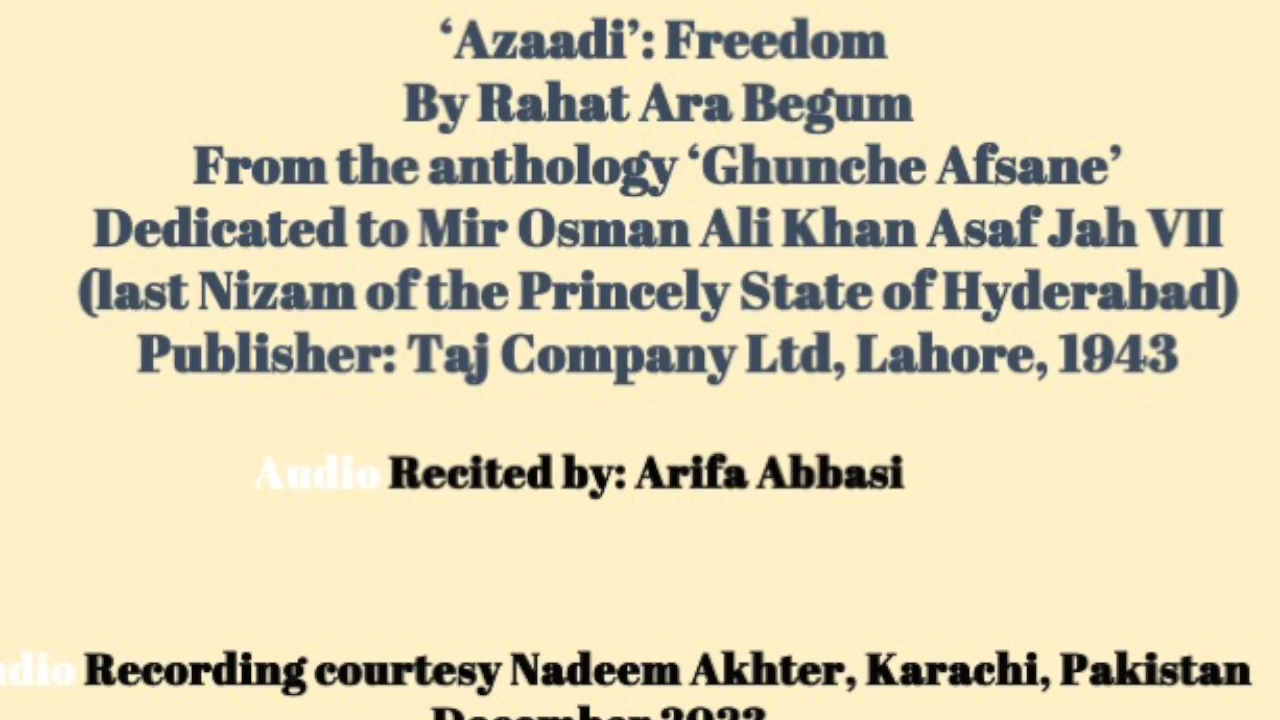 ‘Azaadi’: Freedom
By Rahat Ara Begum
From the anthology ‘Ghunche Afsane’
Dedicated to Mir Osman Ali Khan Asaf Jah VII
(last Nizam of the Princely State of Hyderabad)
Publisher: Taj Company Ltd, Lahore, 1943
Audio Recited by: Arifa Abbasi
Recording courtesy Nadeem Akhter, Karachi, Pakistan